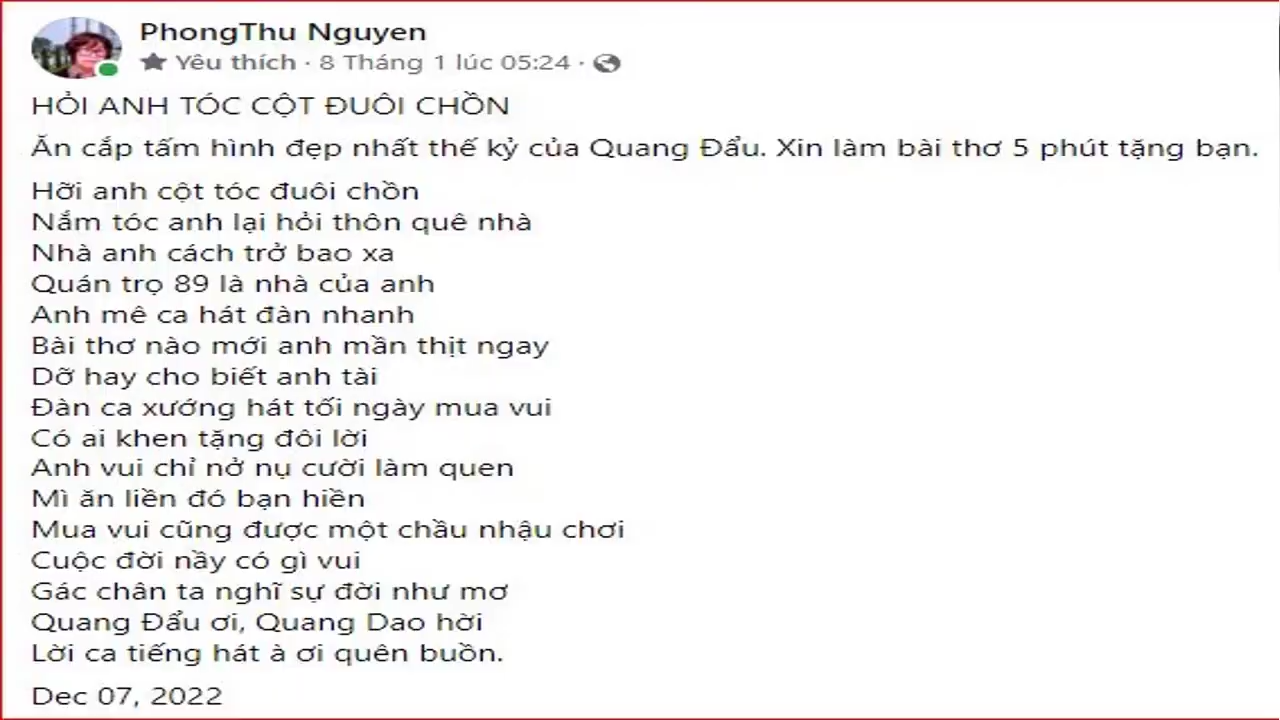 PhongThu Nguyen
Yêu thích · 8 Tháng 1 lúc 05:24 ·
HỎI ANH TÓC CỘT ĐUÔI CHỒN
Ăn cắp tấm hình đẹp nhất thế kỷ của Quang Đẩu. Xin làm bài thơ 5 phút tặng bạn.
Hỡi anh cột tóc đuôi chồn
Nắm tóc anh lại hỏi thôn quê nhà
Nhà anh cách trở bao xa
Quán trọ 89 là nhà của anh
Anh mê ca hát đàn nhanh
Bài thơ nào mới anh mần thịt ngay
Dỡ hay cho biết anh tài
Đàn ca xướng hát tối ngày mua vui
Có ai khen tặng đôi lời
Anh vui chỉ nở nụ cười làm quen
Mì ăn liền đó bạn hiền
Mua vui cũng được một chầu nhậu chơi
Cuộc đời nầy có gì vui
Gác chân ta nghĩ sự đời như mơ
Quang Đẩu ơi, Quang Dao hời
Lời ca tiếng hát à ơi quên buồn.
Dec 07, 2022